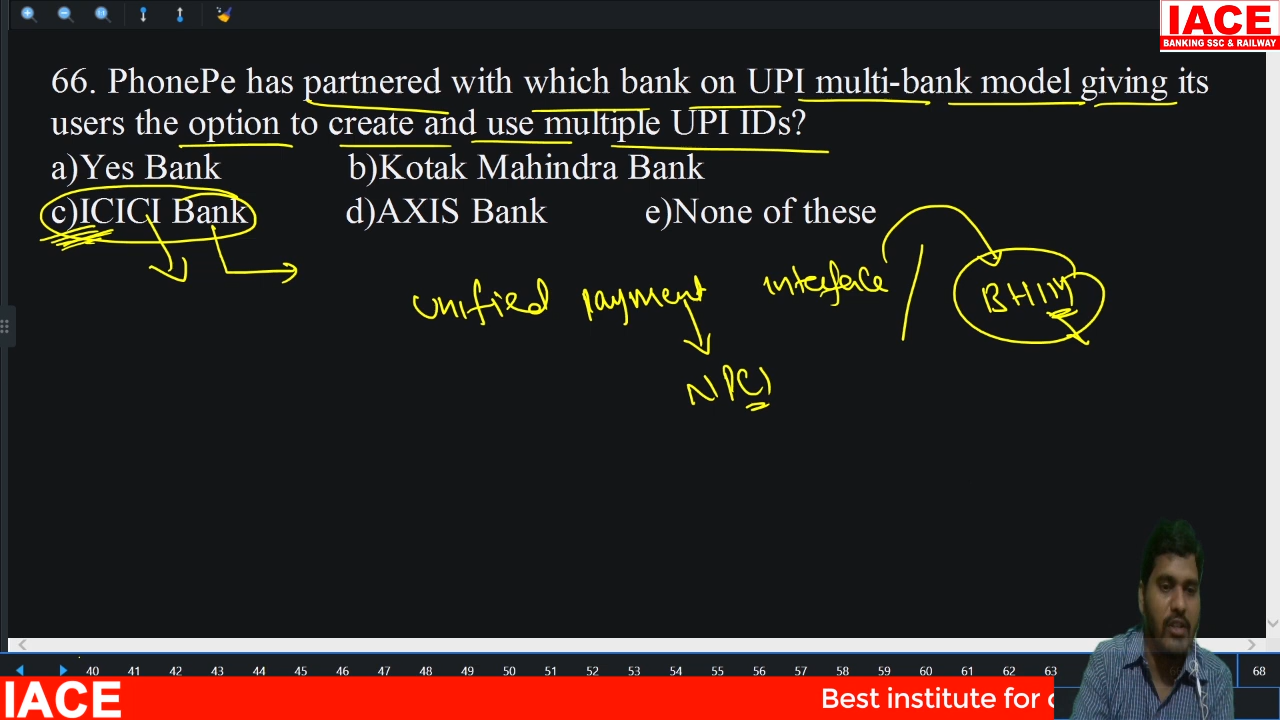 IACE
BANKING SSC & RAILWAY
66. PhonePe has partnered with which bank on UPI multi-bank model giving its
users the option to create and use multiple UPI IDs?
a)Yes Bank b)Kotak Mahindra Bank
c)ICICI Bank d)AXIS Bank e)None of these
unified payment interface / BHIM
NPCI
40 41 42 43 44 45 46 47 48 49 50 51 52 53 54 55 56 57 58 59 60 61 62 63 68
IACE Best institute for